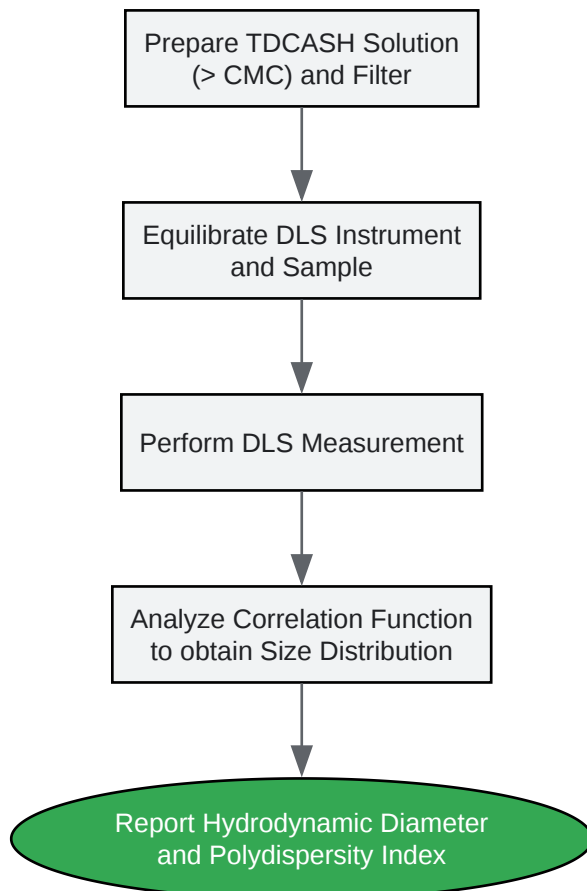 Prepare TDCASH Solution
(> CMC) and Filter
Equilibrate DLS Instrument
and Sample
Perform DLS Measurement
Analyze Correlation Function
to obtain Size Distribution
Report Hydrodynamic Diameter
and Polydispersity Index